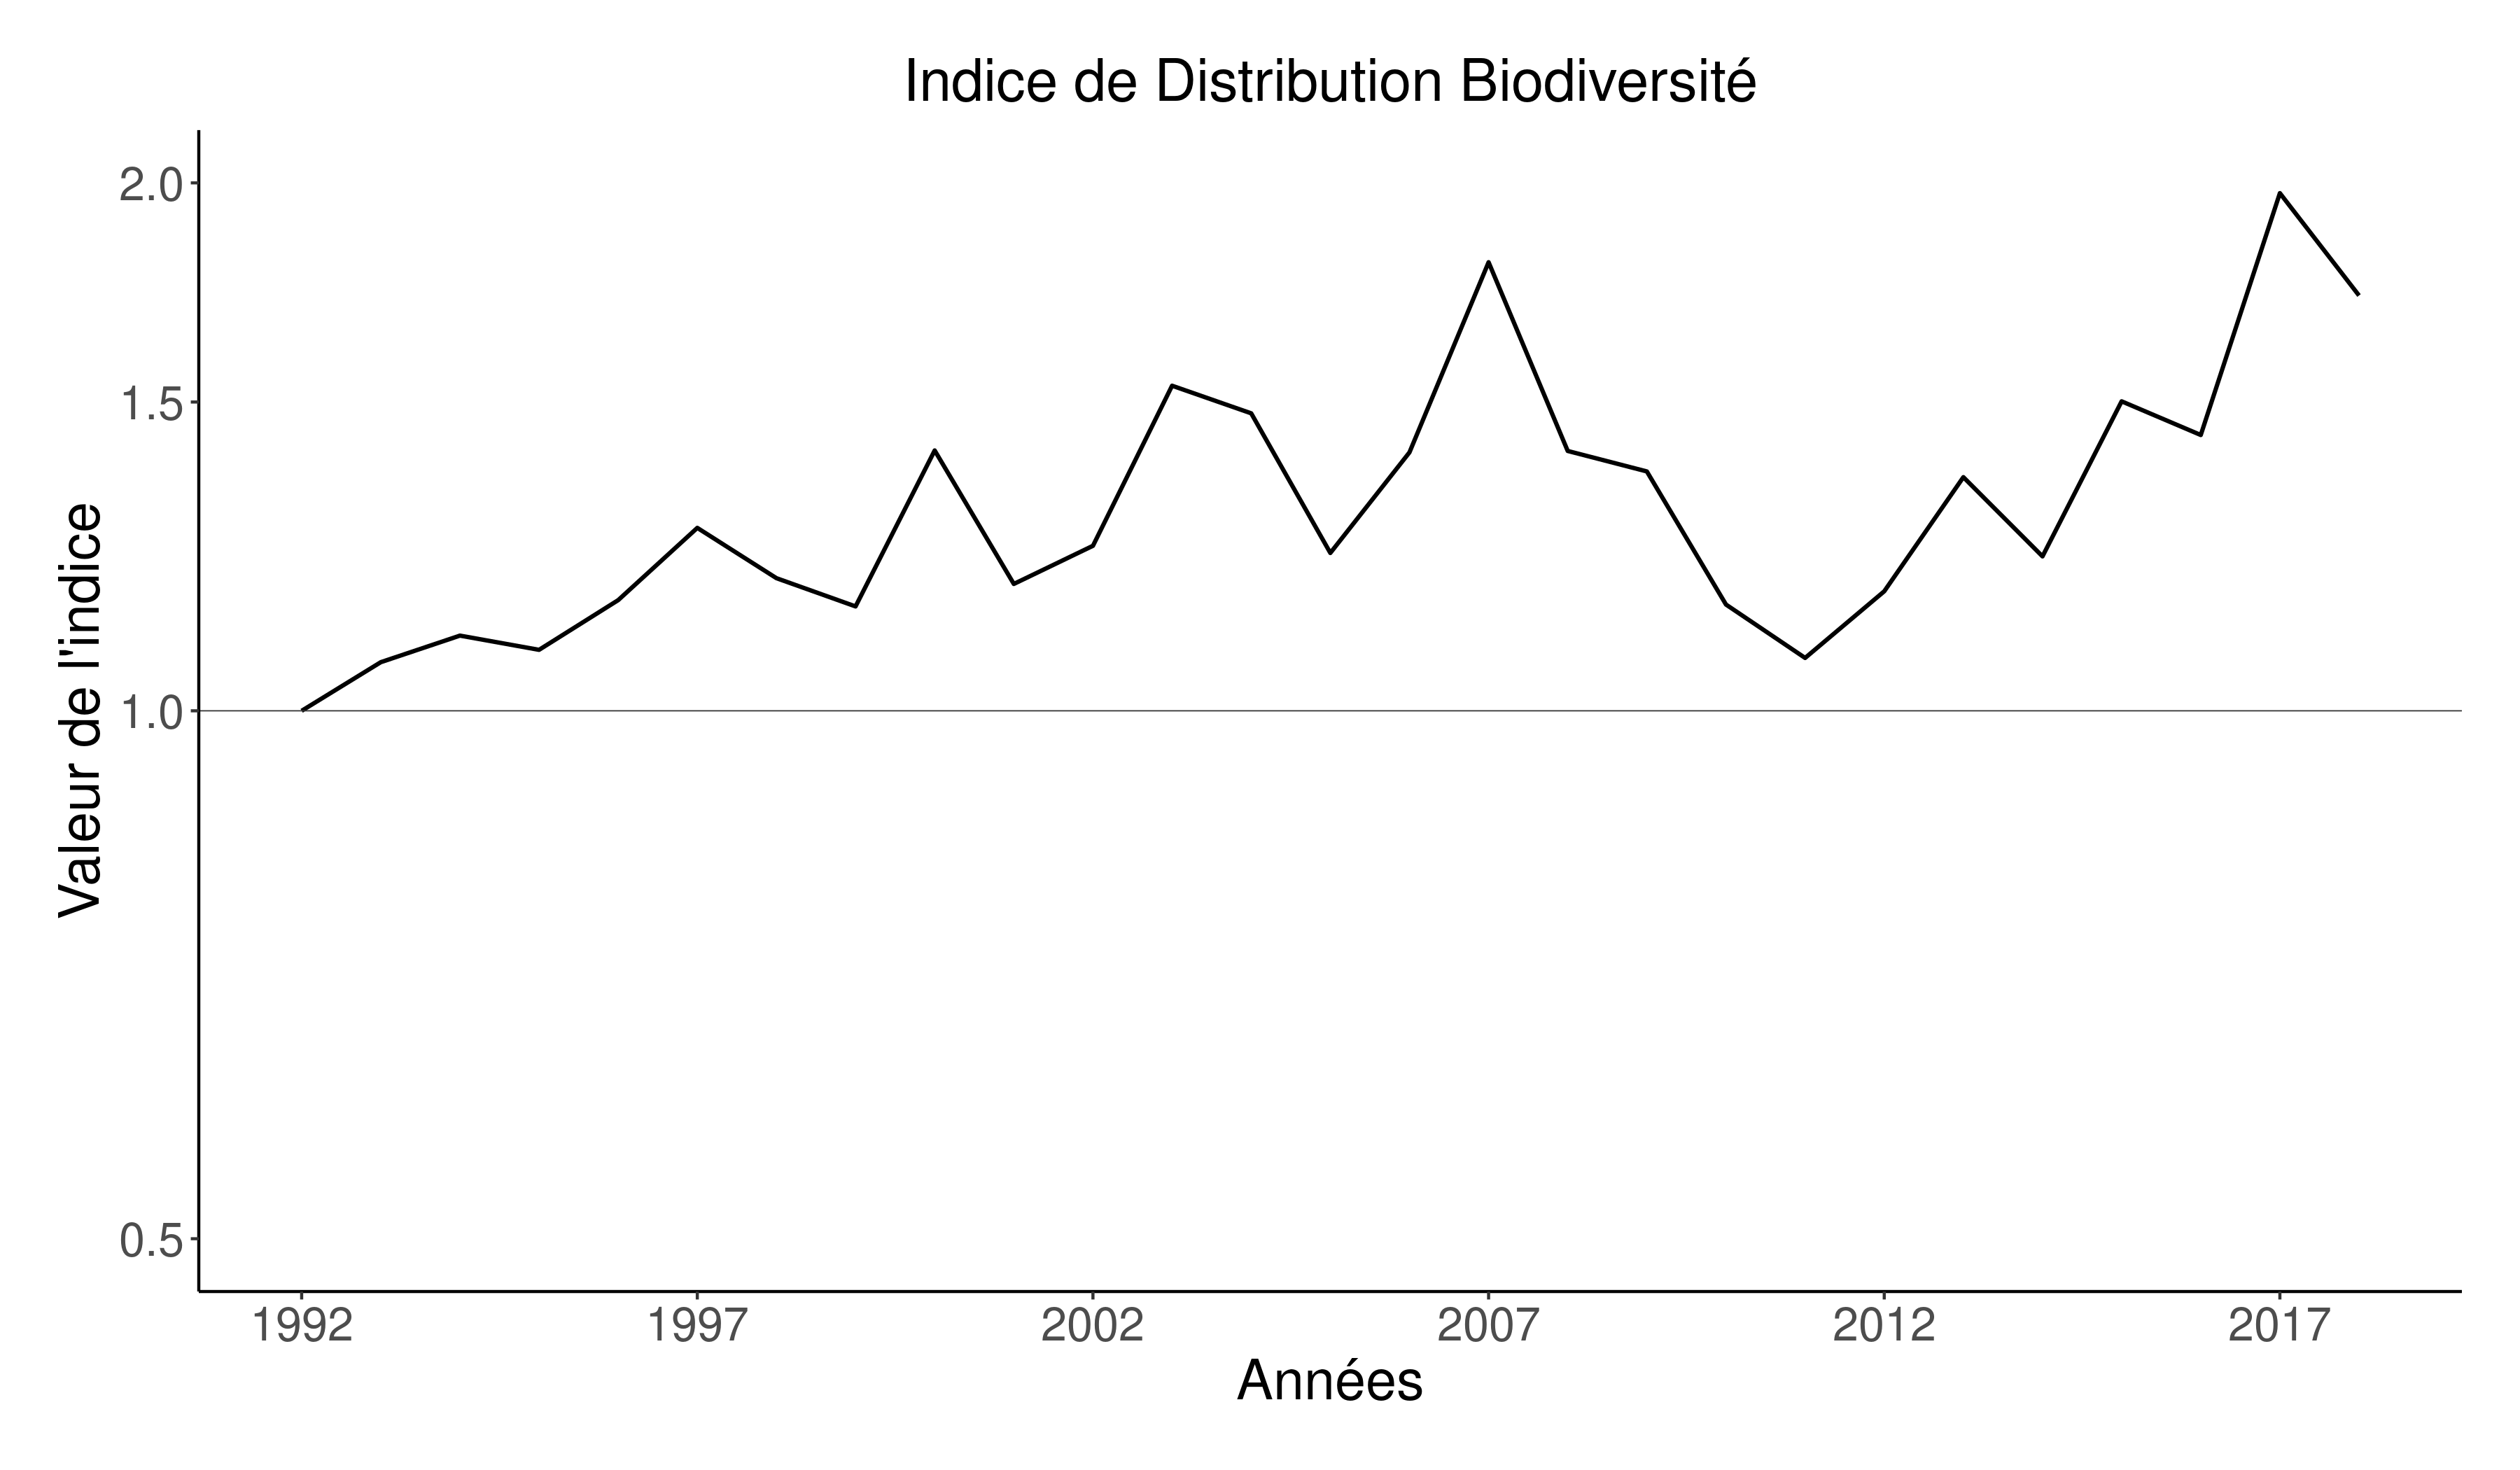 Indice de Distribution Biodiversité
2.0
1.5
1.0
0.5
Valeur de l'indice
1992 1997 2002 2007 2012 2017
Années